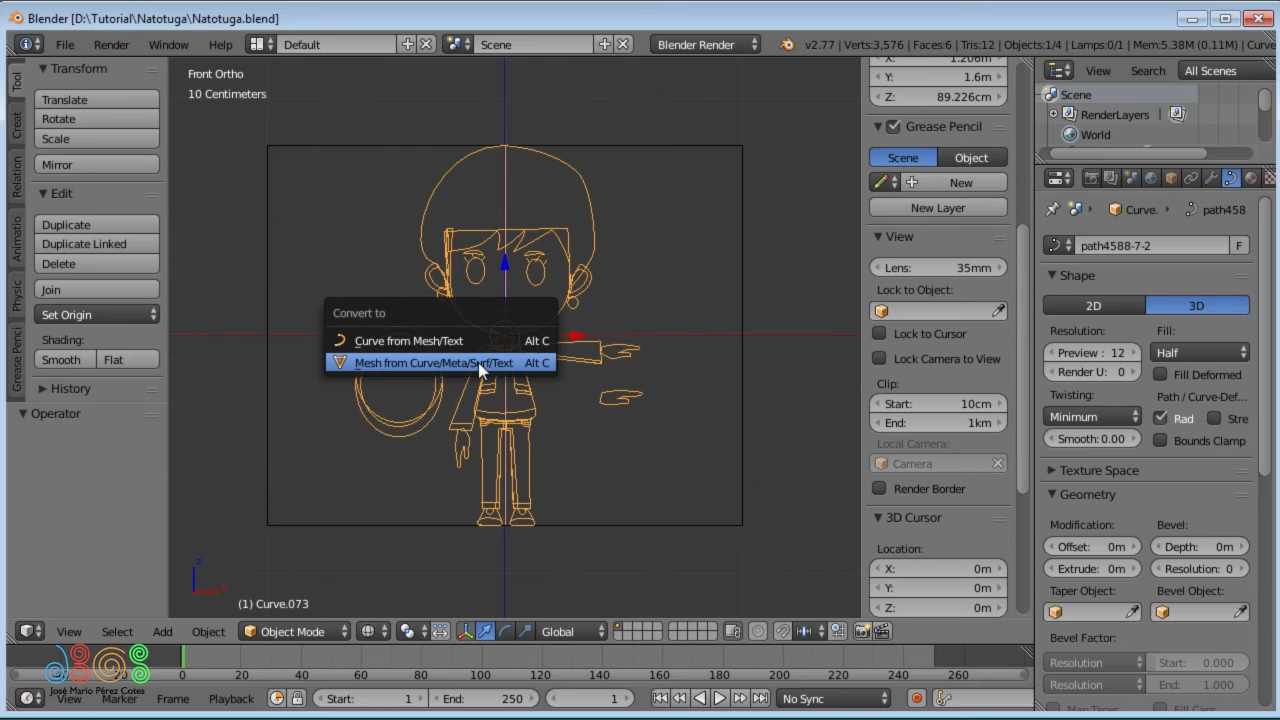 Blender [D:\Tutorial\Natotuga\Natotuga.blend]
File Render Window Help Default Scene Blender Render v2.77 | Verts:3,576 | Faces:6 | Tris:12 | Objects:1/4 | Lamps:0/1 | Mem:5.38M (0.11M) | Curve
Tool
Creat
Relation
Animatio
Physic
Grease Penci
Transform
Translate
Rotate
Scale
Mirror
Edit
Duplicate
Duplicate Linked
Delete
Join
Set Origin
Shading:
Smooth Flat
History
Operator
Front Ortho
10 Centimeters
Convert to
Curve from Mesh/Text Alt C
Mesh from Curve/Meta/Surf/Text Alt C
(1) Curve.073
X: 1.206m
Y: 1.6m
Z: 89.226cm
Grease Pencil
Scene Object
New
New Layer
View
Lens: 35mm
Lock to Object:
Lock to Cursor
Lock Camera to View
Clip:
Start: 10cm
End: 1km
Local Camera:
Camera
Render Border
3D Cursor
Location:
X: 0m
Y: 0m
Z: 0m
View Search All Scenes
Scene
RenderLayers
World
Curve. path458
path4588-7-2 F
Shape
2D 3D
Resolution: Fill:
Preview : 12 Half
Render U: 0 Fill Deformed
Twisting: Path / Curve-Def...
Minimum Rad Stre
Smooth:0.00 Bounds Clamp
Texture Space
Geometry
Modification: Bevel:
Offset: 0m Depth: 0m
Extrude: 0m Resolution: 0
Taper Object: Bevel Object:
Bevel Factor:
Resolution Start: 0.000
Resolution End: 1.000
View Select Add Object Object Mode Global
0 20 40 60 80 100 120 140 160 180 200 220 240 260
José Mario Pérez Cotes
View Marker Frame Playback Start: 1 End: 250 1 No Sync